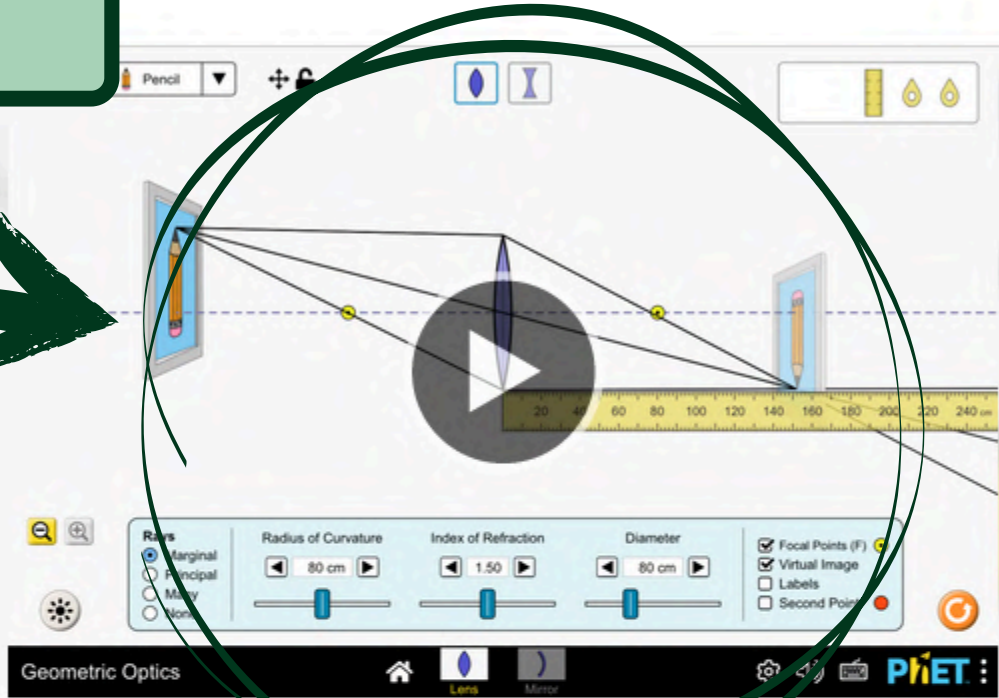 Pencil
20 40 60 80 100 120 140 160 180 200 220 240 cm
Rays
Marginal
Principal
Many
None
Radius of Curvature
80 cm
Index of Refraction
1.50
Diameter
80 cm
Focal Points (F)
Virtual Image
Labels
Second Point
Geometric Optics
Lens
Mirror
PhET